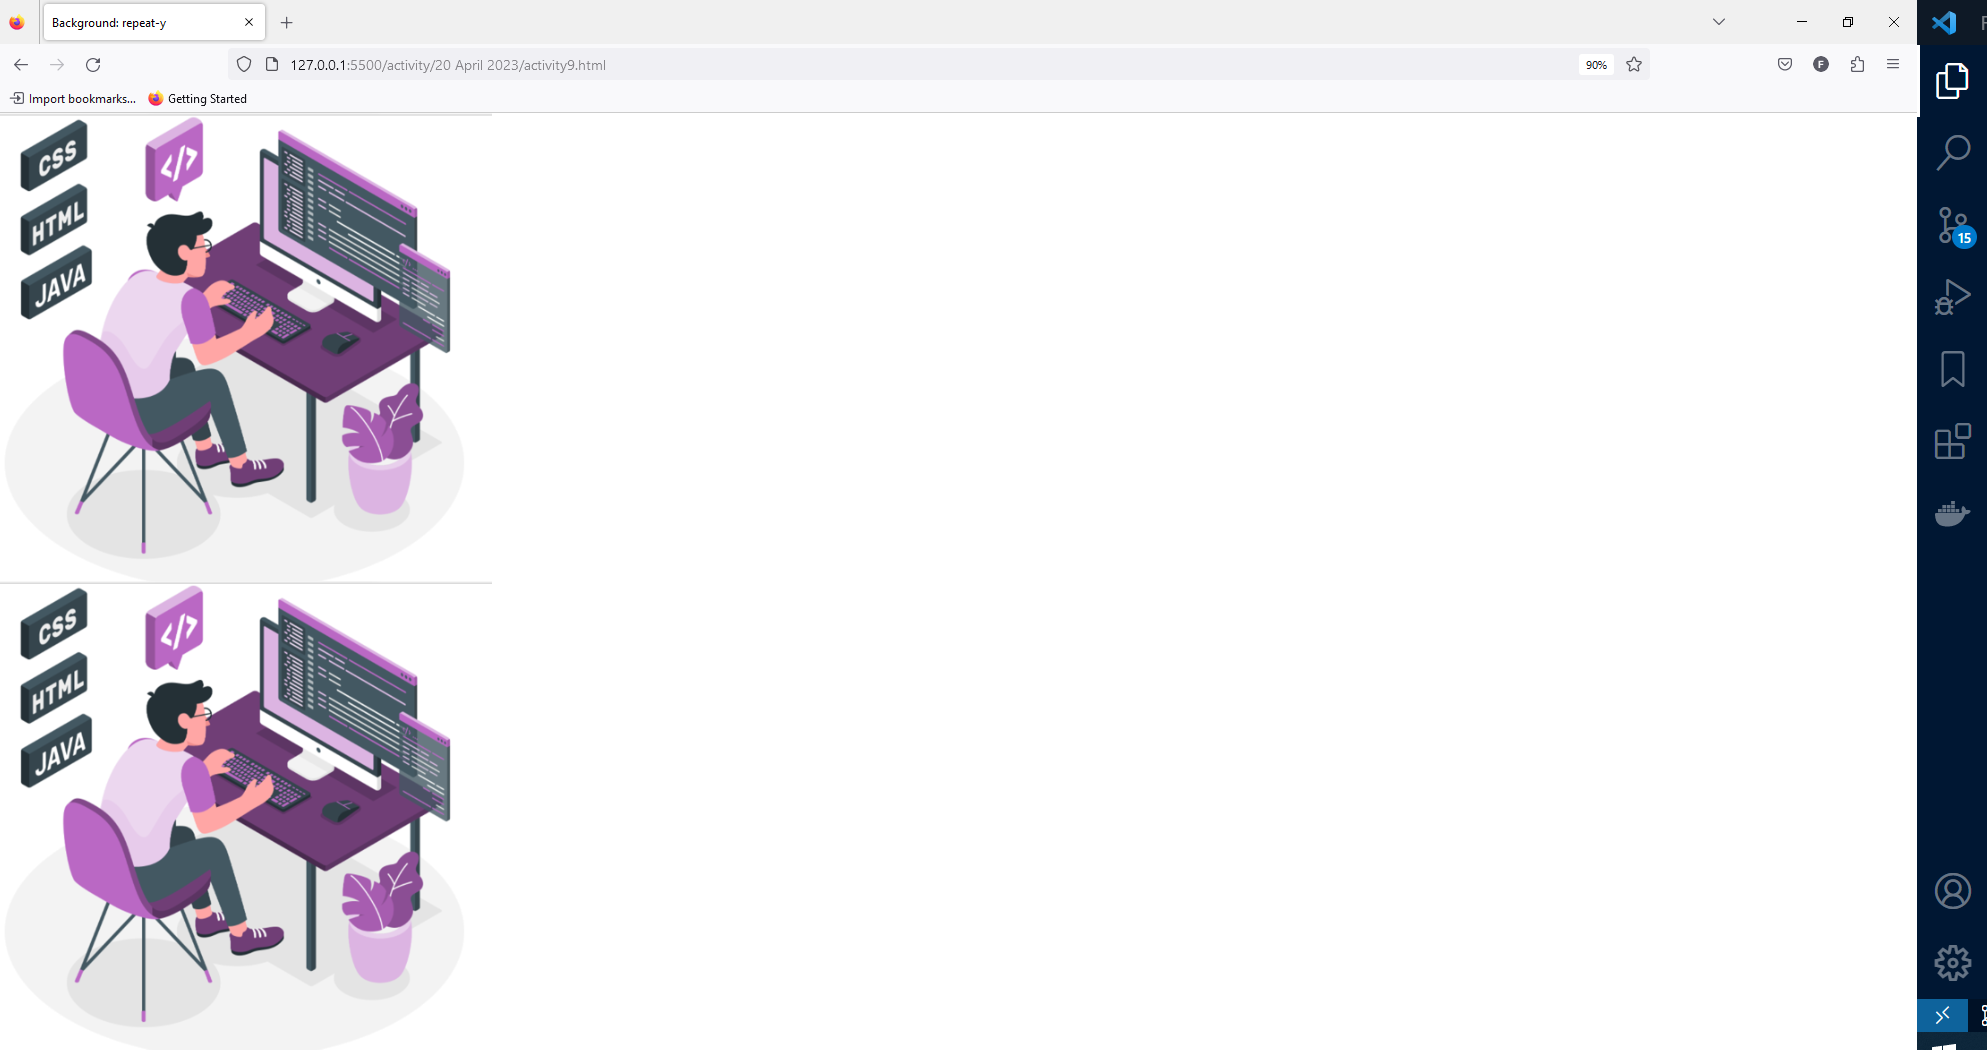 Background: repeat-y
127.0.0.1:5500/activity/20 April 2023/activity9.html
90%
F
Import bookmarks...
Getting Started
CSS
</>
HTML
JAVA
15
CSS
</>
HTML
JAVA